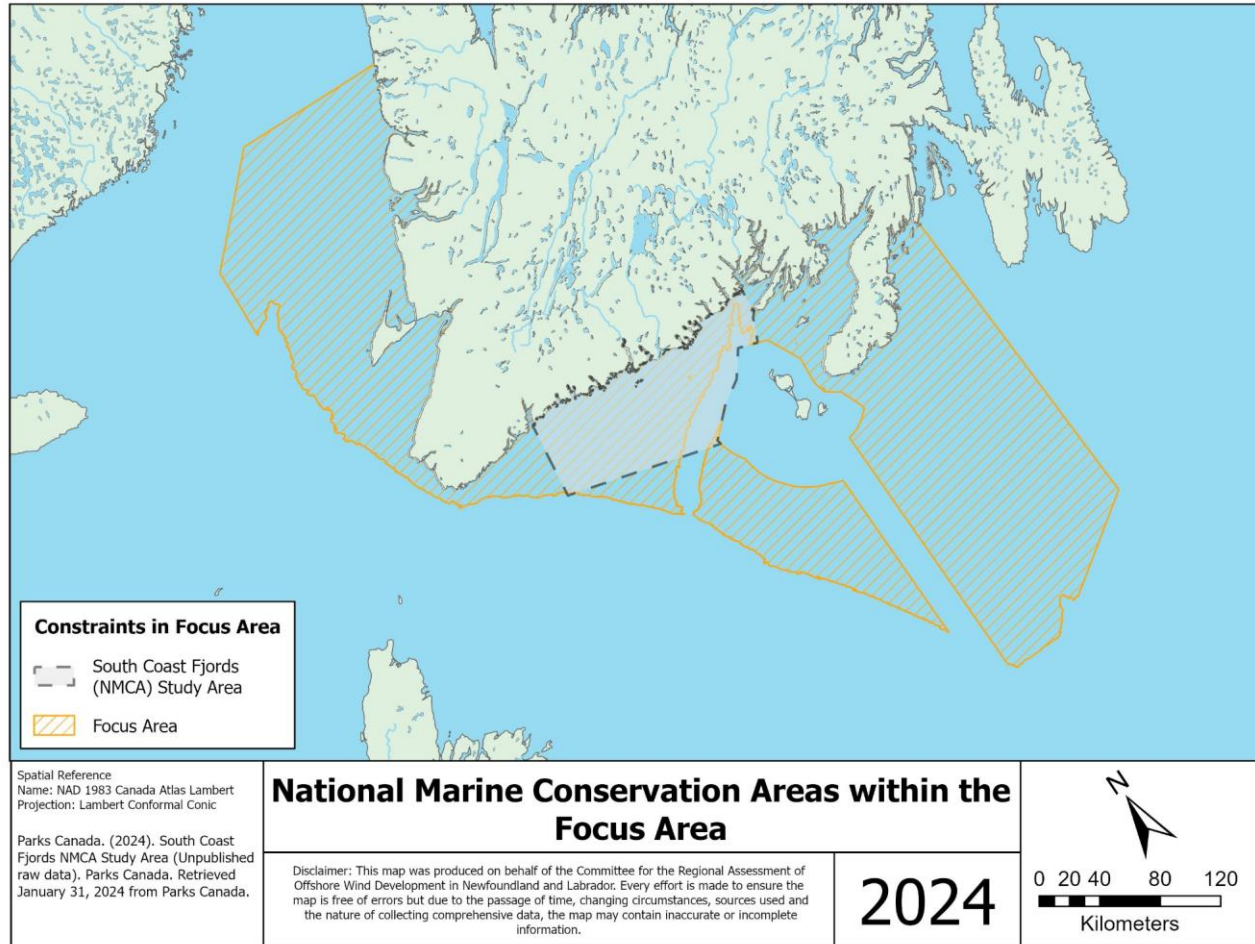 Constraints in Focus Area
South Coast Fjords
(NMCA) Study Area
Focus Area
Spatial Reference
Name: NAD 1983 Canada Atlas Lambert
Projection: Lambert Conformal Conic
Parks Canada. (2024). South Coast
Fjords NMCA Study Area (Unpublished
raw data). Parks Canada. Retrieved
January 31, 2024 from Parks Canada.
National Marine Conservation Areas within the
Focus Area
Disclaimer: This map was produced on behalf of the Committee for the Regional Assessment of
Offshore Wind Development in Newfoundland and Labrador. Every effort is made to ensure the
map is free of errors but due to the passage of time, changing circumstances, sources used and
the nature of collecting comprehensive data, the map may contain inaccurate or incomplete
information.
2024
N
0 20 40 80 120
Kilometers